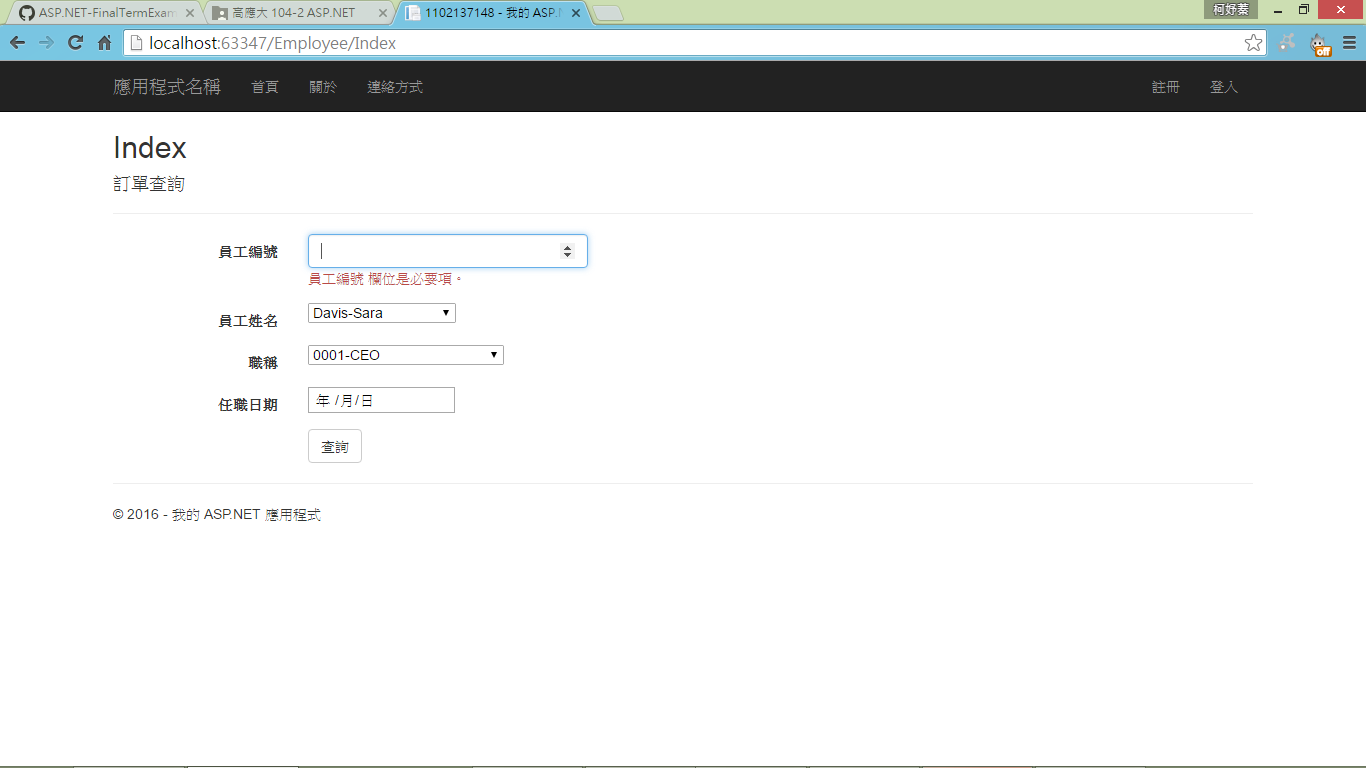 ASP.NET-FinalTermExam
高應大 104-2 ASP.NET
1102137148 - 我的 ASP.N
柯妤蓁
localhost:63347/Employee/Index
off
應用程式名稱 首頁 關於 連絡方式 註冊 登入
Index
訂單查詢
員工編號
員工編號 欄位是必要項。
員工姓名 Davis-Sara
職稱 0001-CEO
任職日期 年 /月/日
查詢
© 2016 - 我的 ASP.NET 應用程式